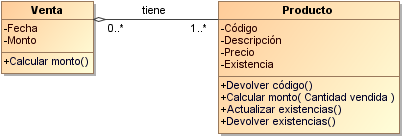 Venta
-Fecha
-Monto
+Calcular monto()
tiene
0..*
1..*
Producto
-Código
-Descripción
-Precio
-Existencia
+Devolver código()
+Calcular monto( Cantidad vendida )
+Actualizar existencias()
+Devolver existencias()